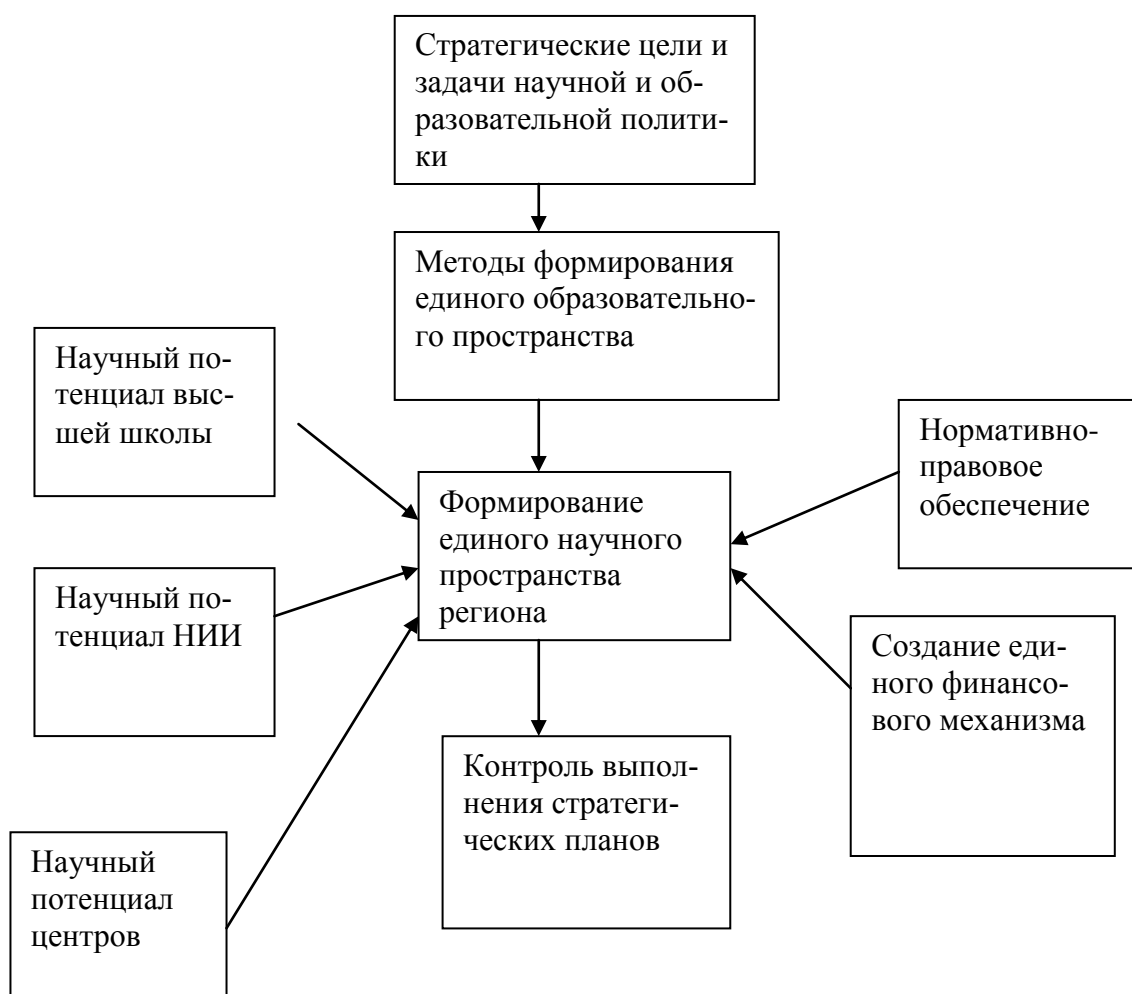 Стратегические цели и
задачи научной и об-
разовательной полити-
ки
Методы формирования
единого образовательно-
го пространства
Научный по-
тенциал выс-
шей школы
Нормативно-
правовое
обеспечение
Формирование
единого научного
пространства
региона
Научный по-
тенциал НИИ
Создание еди-
ного финансо-
вого механизма
Контроль выпол-
нения стратеги-
ческих планов
Научный
потенциал
центров